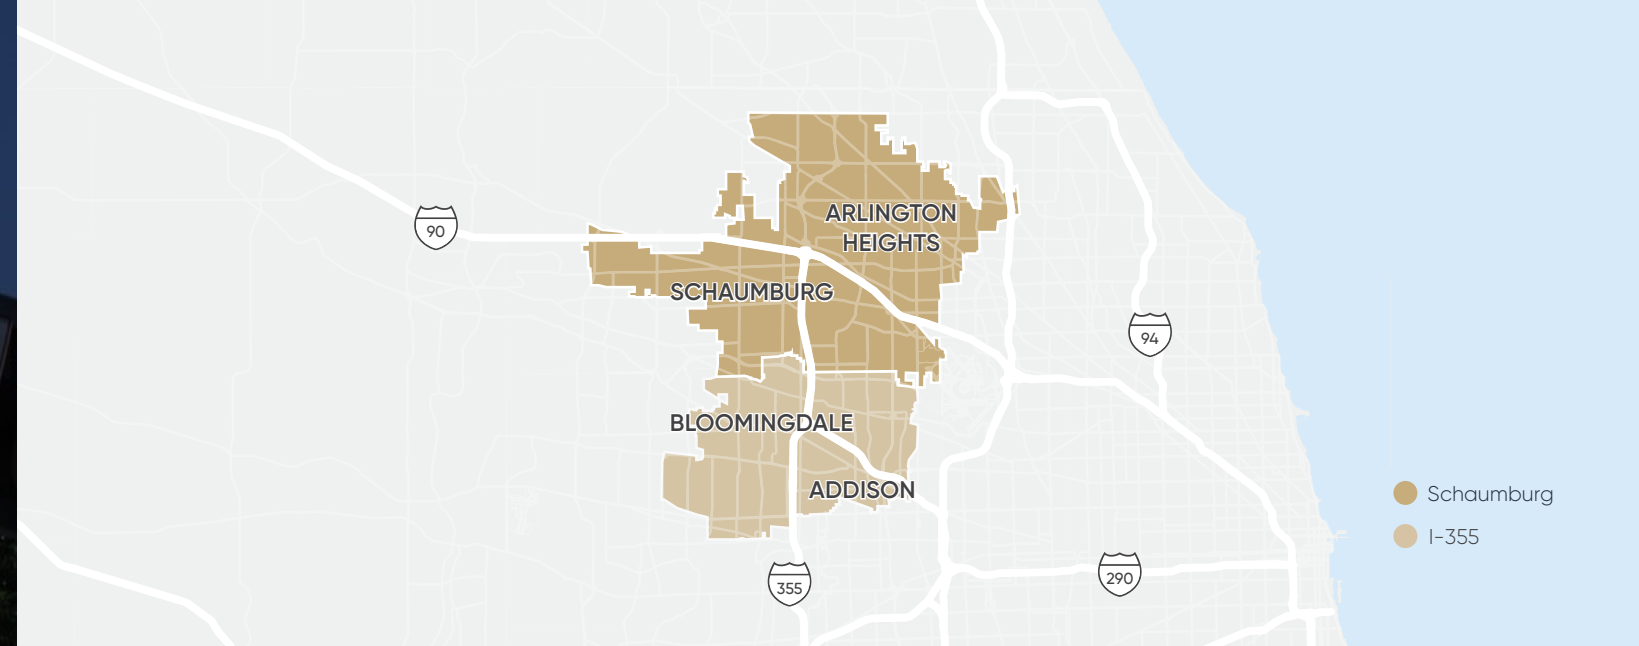 ARLINGTON
HEIGHTS
90
SCHAUMBURG
94
BLOOMINGDALE
ADDISON
Schaumburg
I-355
290
355